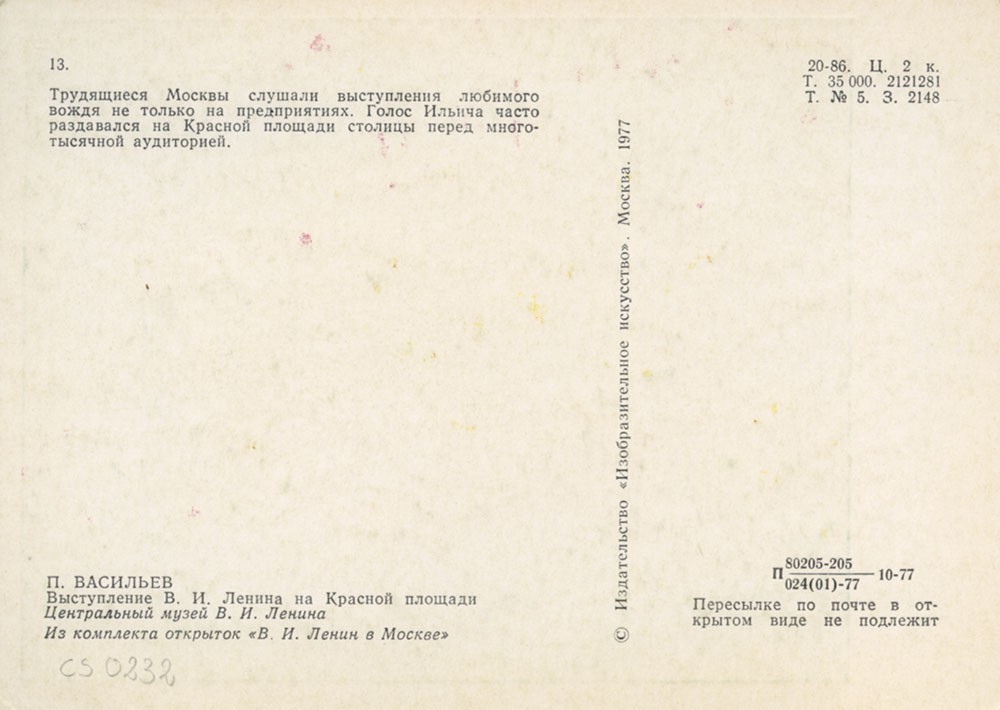 13.
Трудящиеся Москвы слушали выступления любимого
вождя не только на предприятиях. Голос Ильича часто
раздавался на Красной площади столицы перед много-
тысячной аудиторией.
20-86. Ц. 2 к.
Т. 35 000. 2121281
Т. № 5. З. 2148
© Издательство «Изобразительное искусство». Москва. 1977
П. ВАСИЛЬЕВ
Выступление В. И. Ленина на Красной площади
Центральный музей В. И. Ленина
Из комплекта открыток «В. И. Ленин в Москве»
CS 0232
80205-205
П 10-77
024(01)-77
Пересылке по почте в от-
крытом виде не подлежит